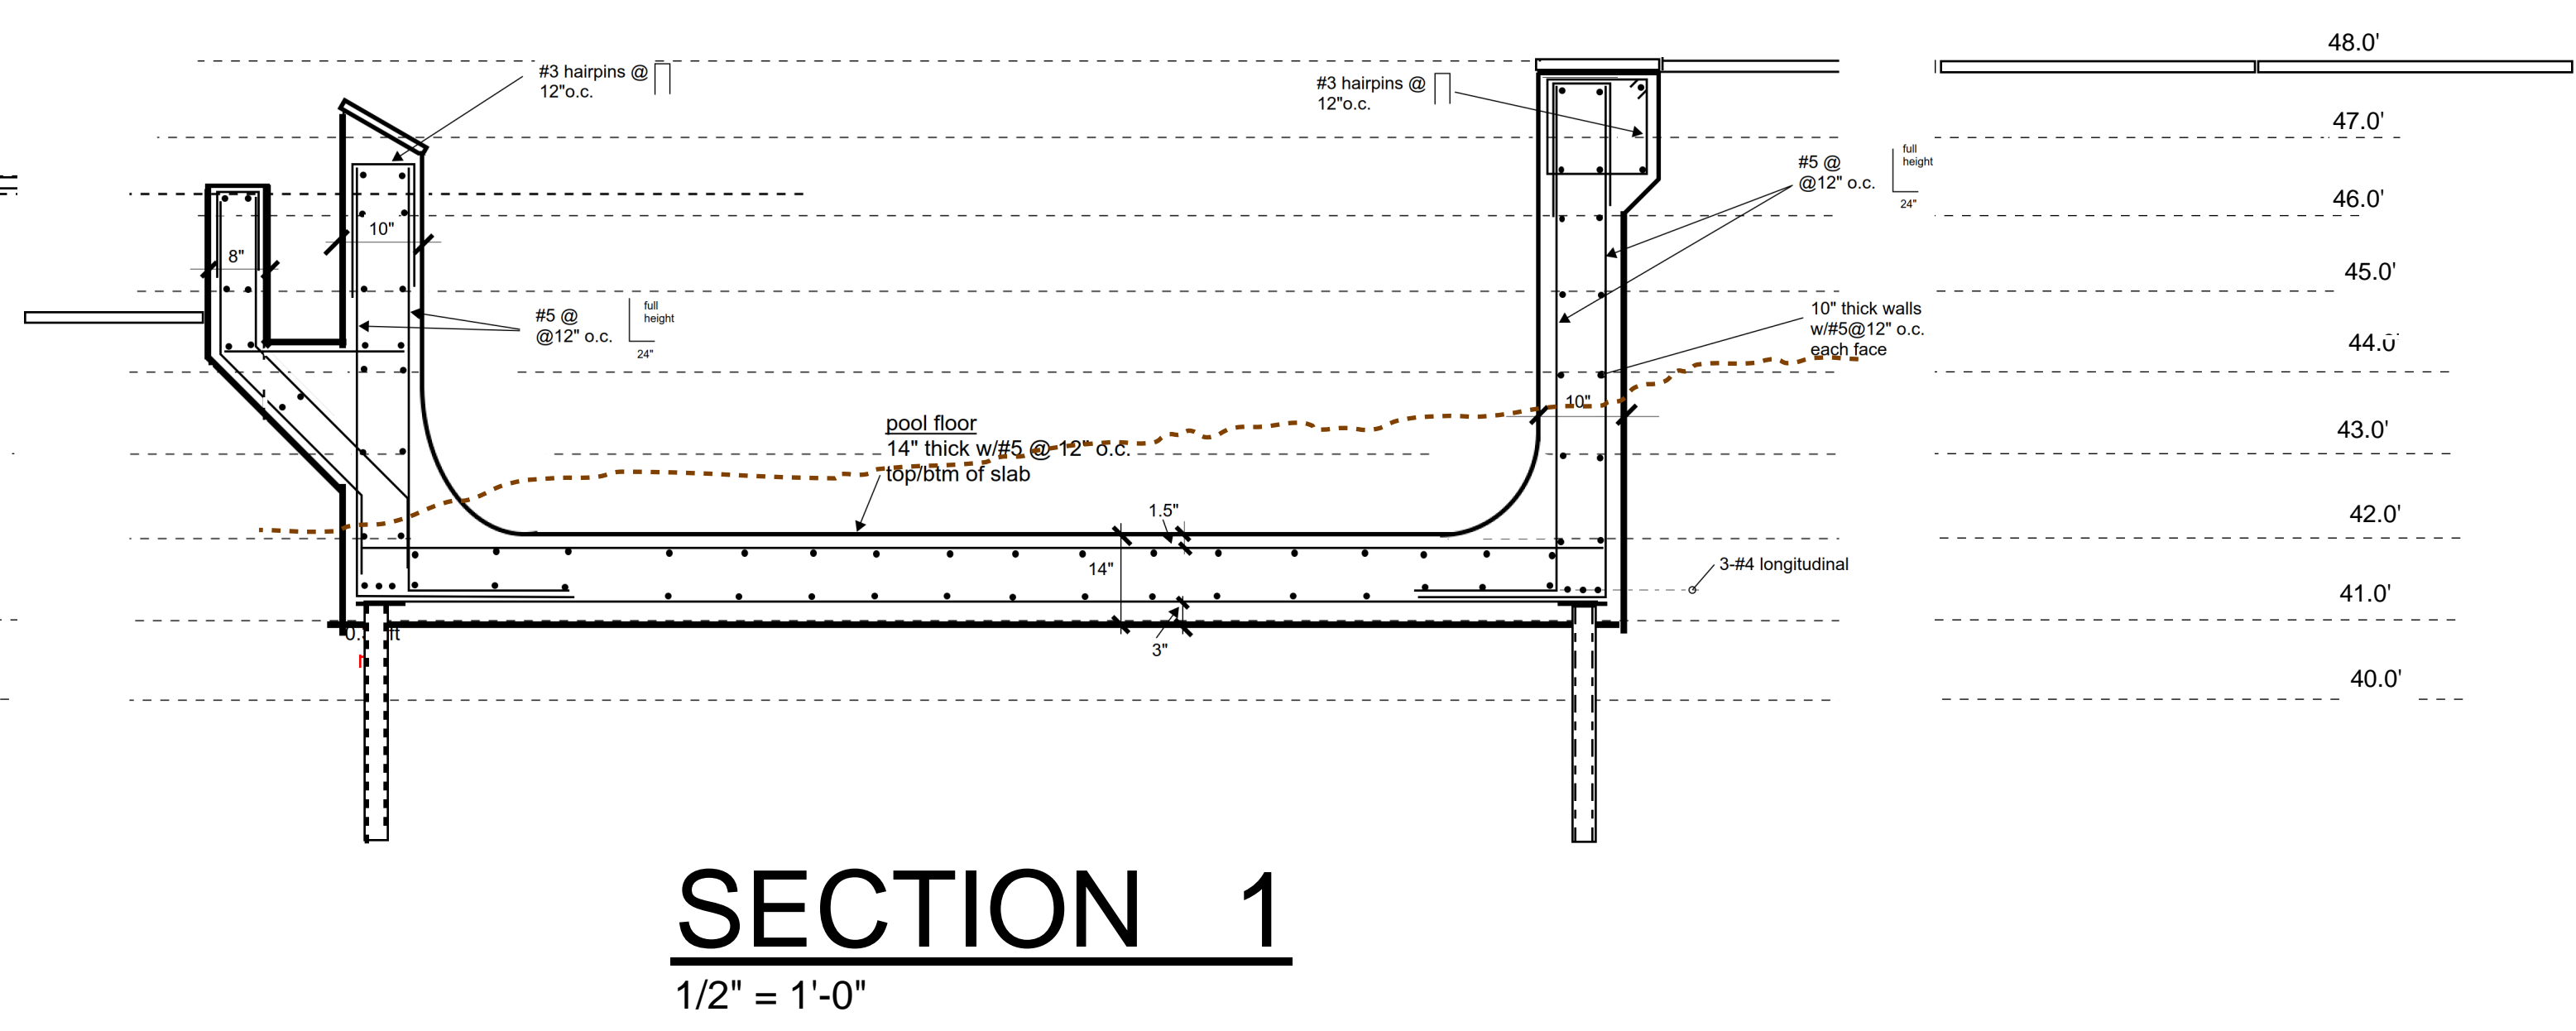 48.0'
#3 hairpins @
12"o.c.
#3 hairpins @
12"o.c.
47.0'
#5 @
@12" o.c.
full
height
24"
46.0'
10"
8"
45.0'
#5 @
@12" o.c.
full
height
24"
10" thick walls
w/#5@12" o.c.
each face
44.0'
10"
pool floor
14" thick w/#5 @ 12" o.c.
top/btm of slab
43.0'
1.5"
42.0'
14"
3-#4 longitudinal
41.0'
ft
3"
40.0'
SECTION 1
1/2" = 1'-0"